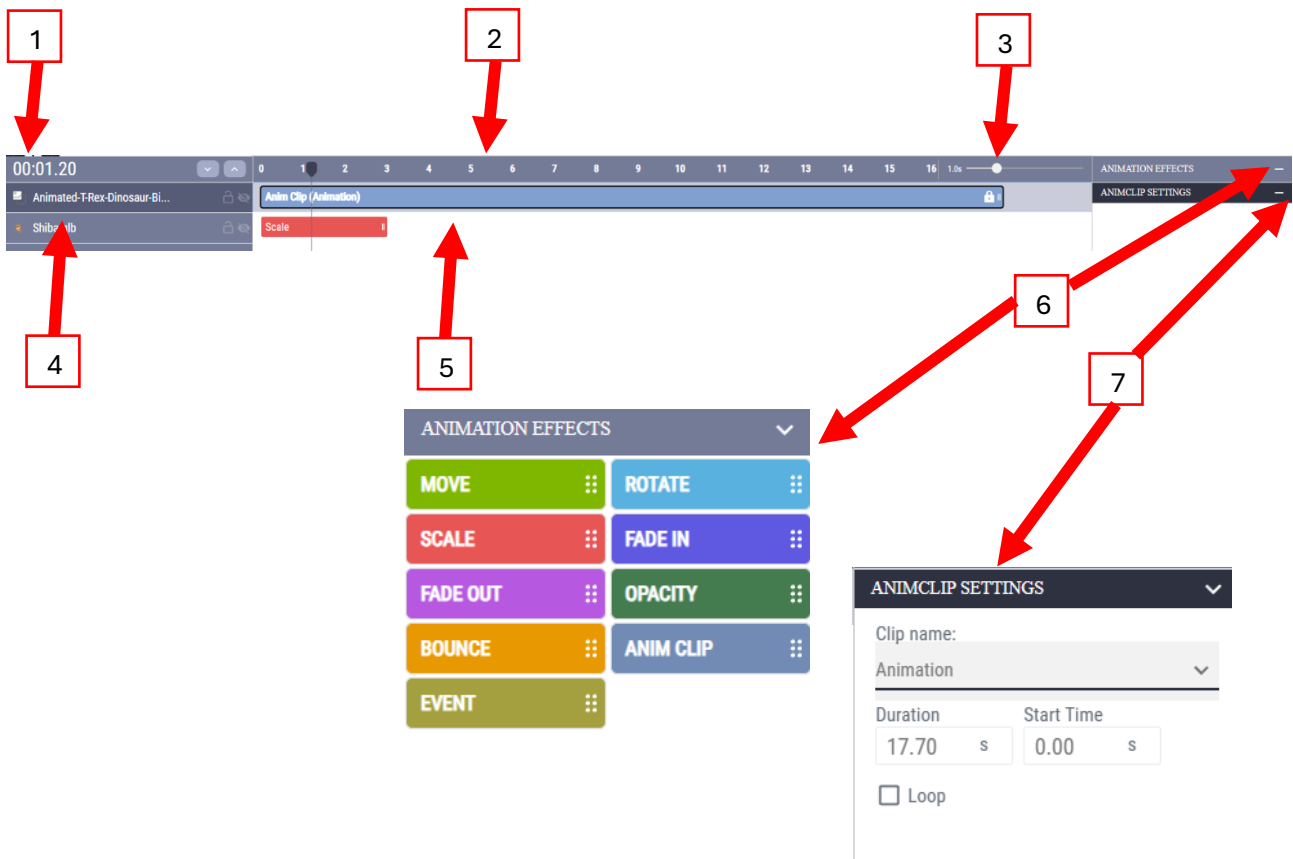 1
2
3
00:01.20
0 1 2 3 4 5 6 7 8 9 10 11 12 13 14 15 16 1.0s
ANIMATION EFFECTS
Animated-T-Rex-Dinosaur-Bi...
Anim Clip (Animation)
ANIMCLIP SETTINGS
Scale
4
5
6
7
ANIMATION EFFECTS
MOVE
ROTATE
SCALE
FADE IN
FADE OUT
OPACITY
BOUNCE
ANIM CLIP
EVENT
ANIMCLIP SETTINGS
Clip name:
Animation
Duration
Start Time
17.70 s
0.00 s
Loop